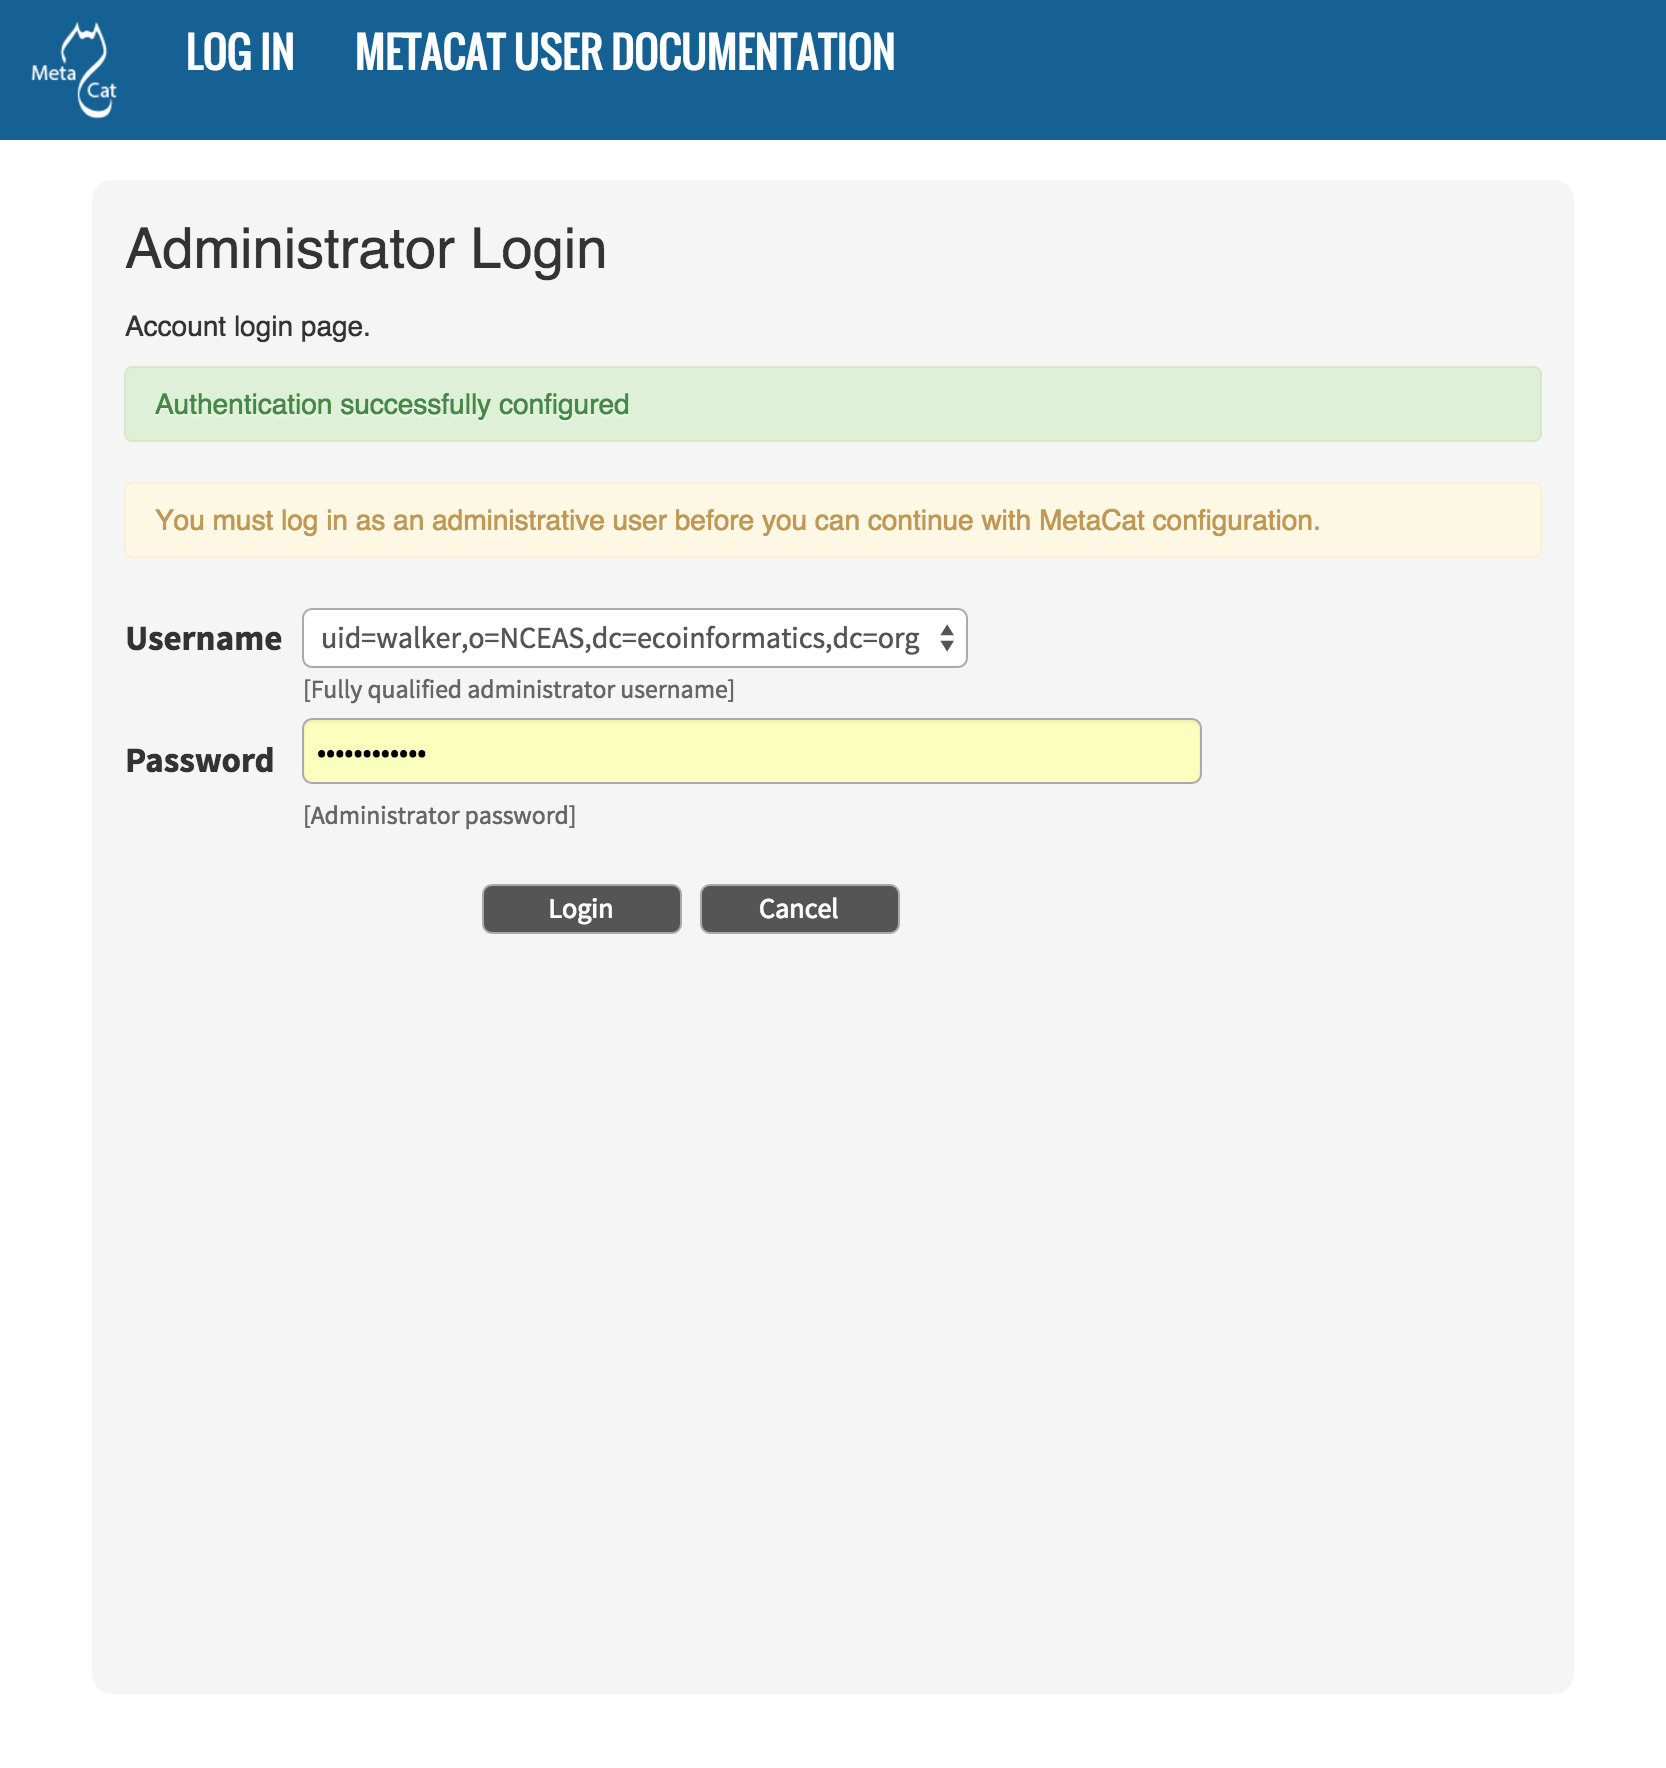 Meta Cat
LOG IN METACAT USER DOCUMENTATION
Administrator Login
Account login page.
Authentication successfully configured
You must log in as an administrative user before you can continue with MetaCat configuration.
Username uid=walker,o=NCEAS,dc=ecoinformatics,dc=org
[Fully qualified administrator username]
Password ••••••••••••
[Administrator password]
Login Cancel